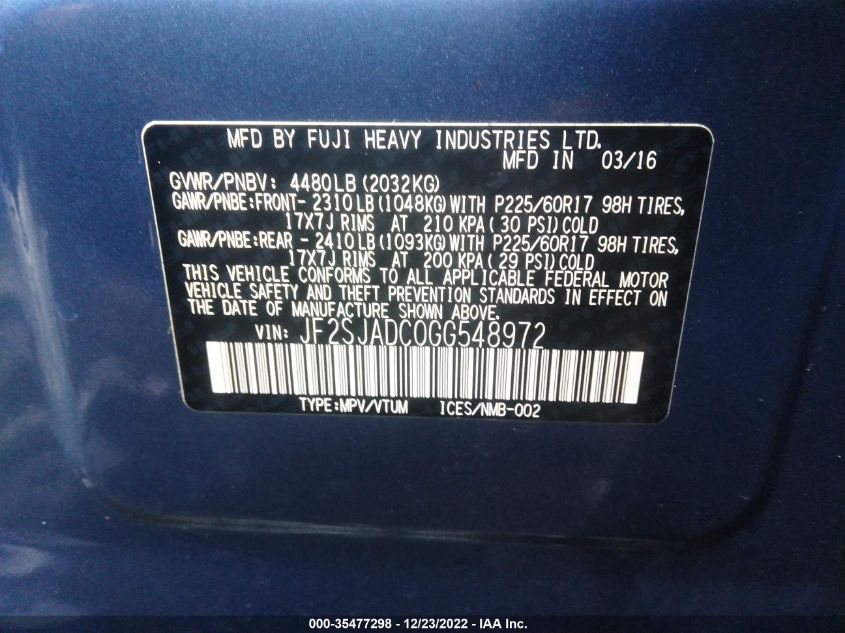 MFD BY FUJI HEAVY INDUSTRIES LTD.
MFD IN 03/16
GVWR/PNBV: 4480LB (2032KG)
GAWR/PNBE:FRONT- 2310LB(1048KG)WITH P225/60R17 98H TIRES,
17X7J RIMS AT 210 KPA( 30 PSI)COLD
GAWR/PNBE:REAR - 2410LB(1093KG)WITH P225/60R17 98H TIRES,
17X7J RIMS AT 200 KPA( 29 PSI)COLD
THIS VEHICLE CONFORMS TO ALL APPLICABLE FEDERAL MOTOR
VEHICLE SAFETY AND THEFT PREVENTION STANDARDS IN EFFECT ON
THE DATE OF MANUFACTURE SHOWN ABOVE.
VIN: JF2SJADC0GG548972
TYPE:MPV/VTUM ICES/NMB-002
000-35477298 - 12/23/2022 - IAA Inc.